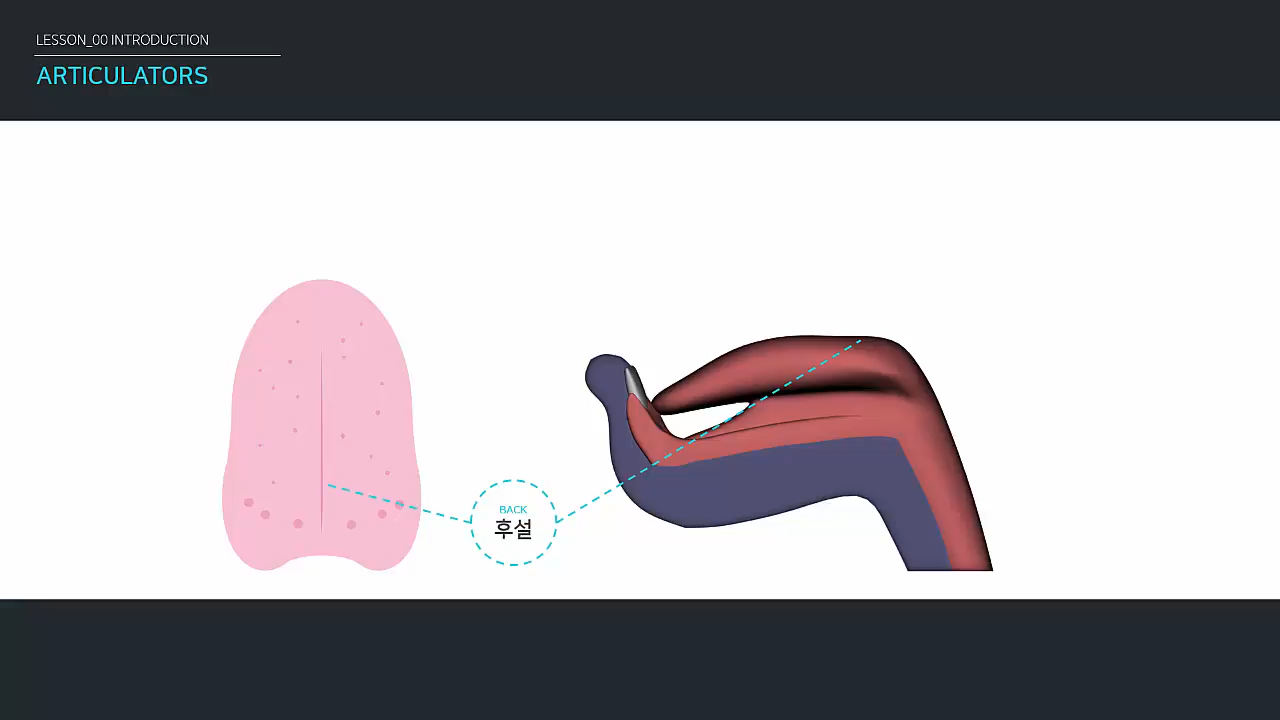 LESSON_00 INTRODUCTION
ARTICULATORS
BACK
후설